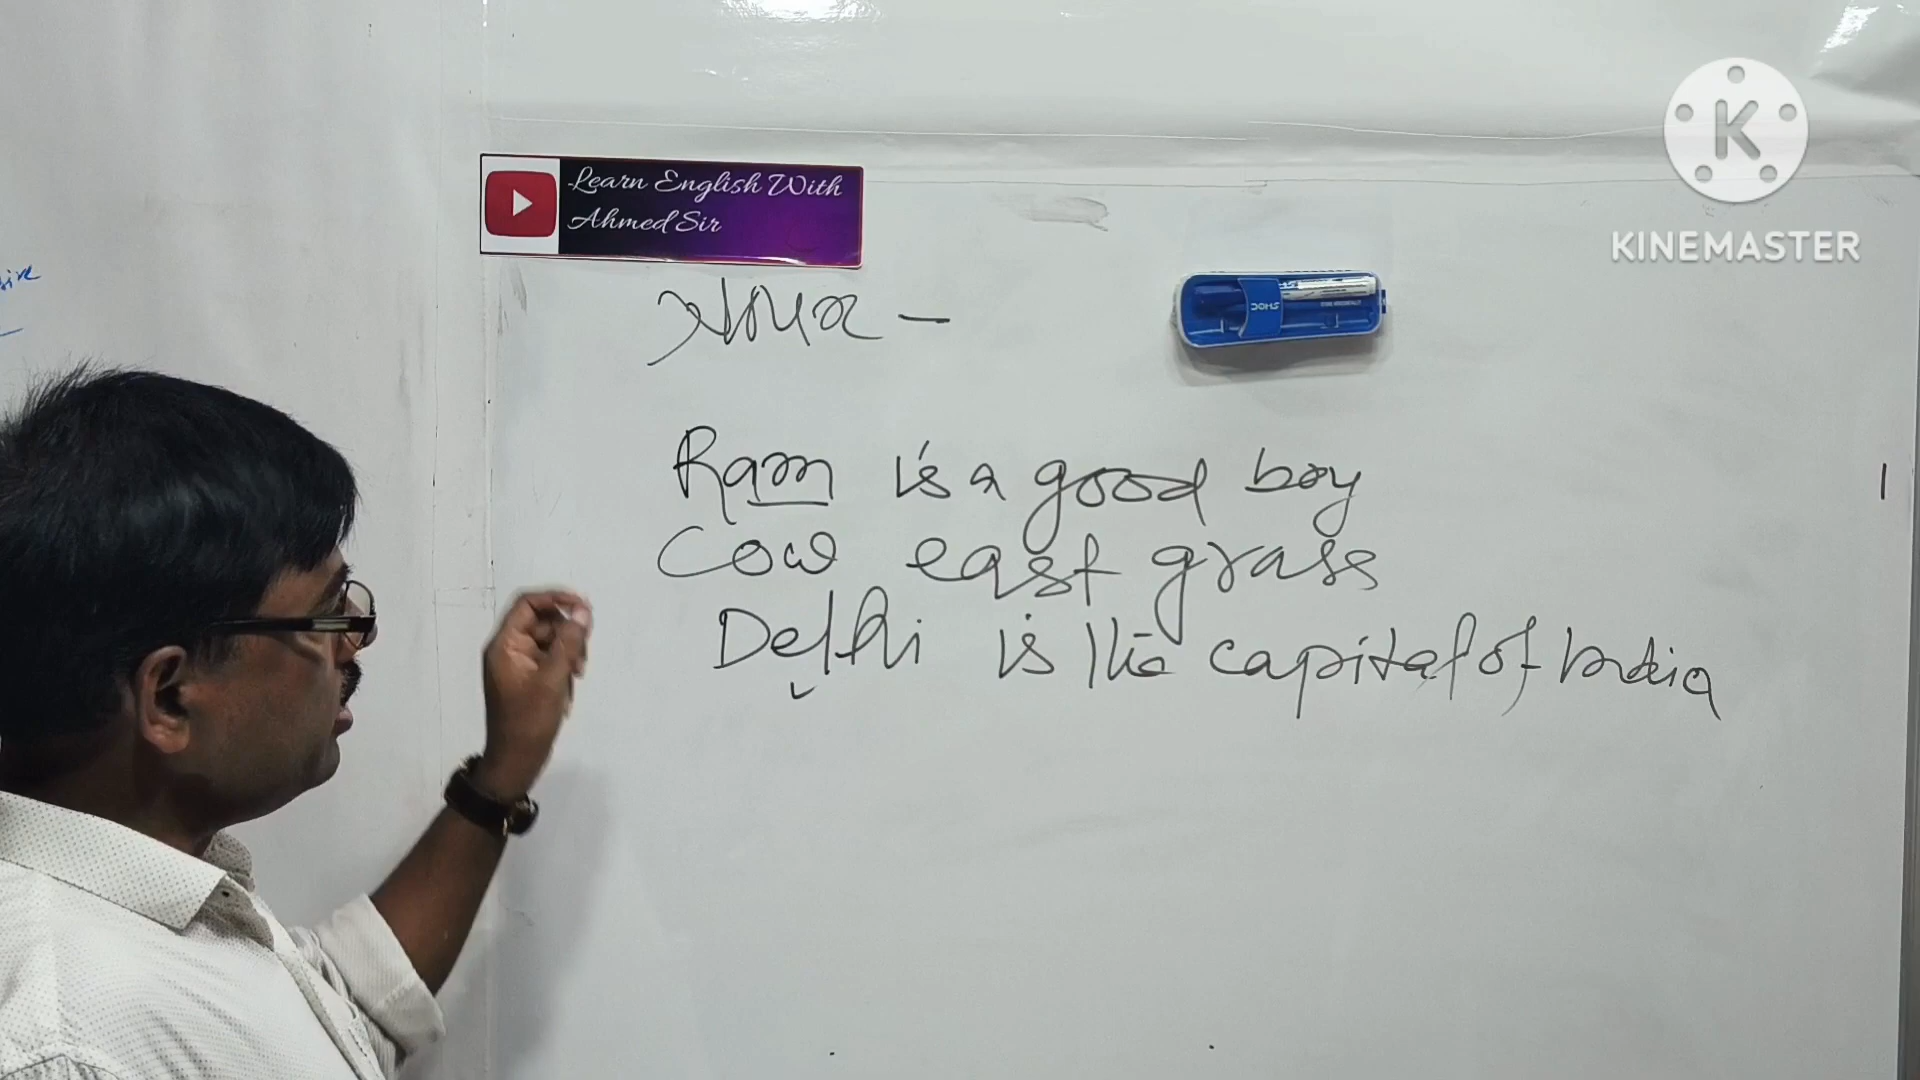 Learn English With
Ahmed Sir
KINEMASTER
DOMS
Ram is a good boy
Cow east grass
Delhi is the capital of India